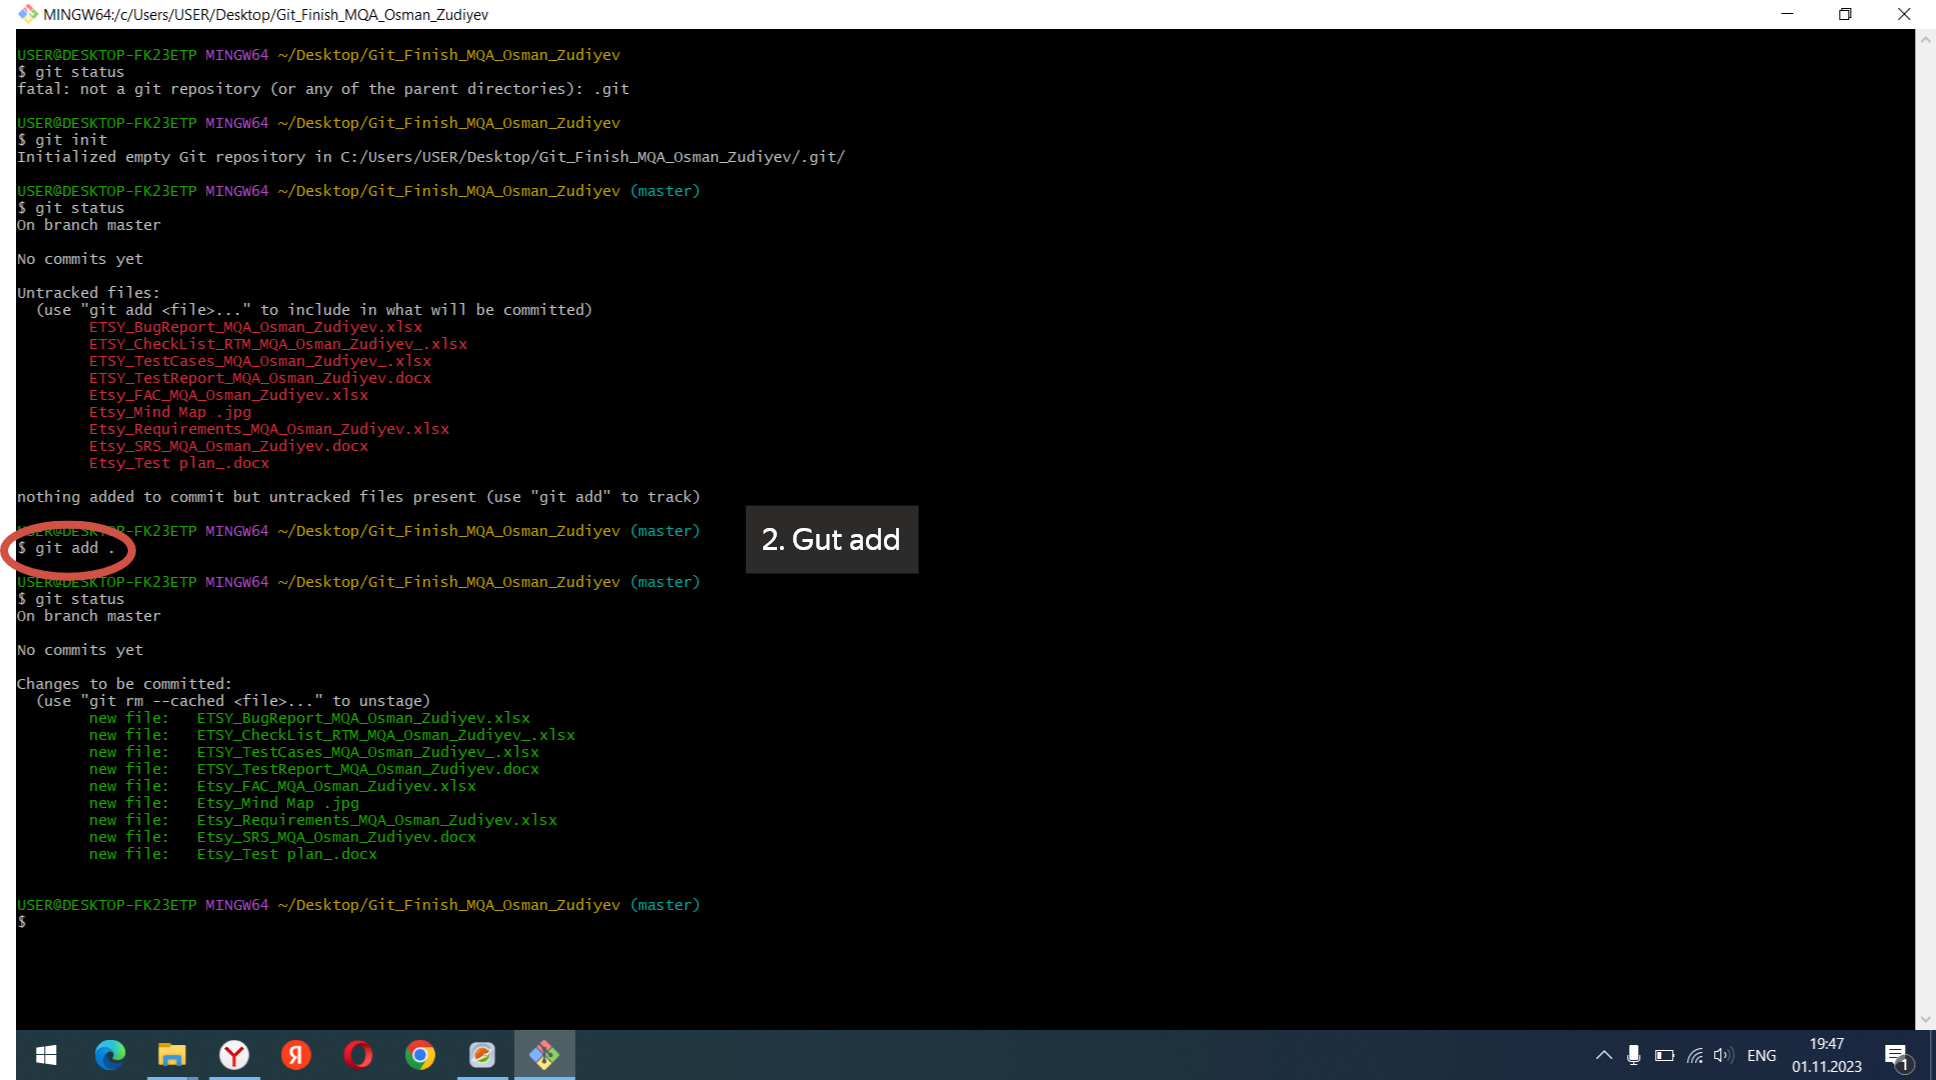 MINGW64:/c/Users/USER/Desktop/Git_Finish_MQA_Osman_Zudiyev
USER@DESKTOP-FK23ETP MINGW64 ~/Desktop/Git_Finish_MQA_Osman_Zudiyev
$ git status
fatal: not a git repository (or any of the parent directories): .git
USER@DESKTOP-FK23ETP MINGW64 ~/Desktop/Git_Finish_MQA_Osman_Zudiyev
$ git init
Initialized empty Git repository in C:/Users/USER/Desktop/Git_Finish_MQA_Osman_Zudiyev/.git/
USER@DESKTOP-FK23ETP MINGW64 ~/Desktop/Git_Finish_MQA_Osman_Zudiyev (master)
$ git status
On branch master
No commits yet
Untracked files:
(use "git add <file>..." to include in what will be committed)
ETSY_BugReport_MQA_Osman_Zudiyev.xlsx
ETSY_CheckList_RTM_MQA_Osman_Zudiyev_.xlsx
ETSY_TestCases_MQA_Osman_Zudiyev_.xlsx
ETSY_TestReport_MQA_Osman_Zudiyev.docx
Etsy_FAC_MQA_Osman_Zudiyev.xlsx
Etsy_Mind Map .jpg
Etsy_Requirements_MQA_Osman_Zudiyev.xlsx
Etsy_SRS_MQA_Osman_Zudiyev.docx
Etsy_Test plan_.docx
nothing added to commit but untracked files present (use "git add" to track)
USER@DESKTOP-FK23ETP MINGW64 ~/Desktop/Git_Finish_MQA_Osman_Zudiyev (master)
$ git add .
2. Gut add
USER@DESKTOP-FK23ETP MINGW64 ~/Desktop/Git_Finish_MQA_Osman_Zudiyev (master)
$ git status
On branch master
No commits yet
Changes to be committed:
(use "git rm --cached <file>..." to unstage)
new file:   ETSY_BugReport_MQA_Osman_Zudiyev.xlsx
new file:   ETSY_CheckList_RTM_MQA_Osman_Zudiyev_.xlsx
new file:   ETSY_TestCases_MQA_Osman_Zudiyev_.xlsx
new file:   ETSY_TestReport_MQA_Osman_Zudiyev.docx
new file:   Etsy_FAC_MQA_Osman_Zudiyev.xlsx
new file:   Etsy_Mind Map .jpg
new file:   Etsy_Requirements_MQA_Osman_Zudiyev.xlsx
new file:   Etsy_SRS_MQA_Osman_Zudiyev.docx
new file:   Etsy_Test plan_.docx
USER@DESKTOP-FK23ETP MINGW64 ~/Desktop/Git_Finish_MQA_Osman_Zudiyev (master)
$
Я
ENG
19:47
01.11.2023
1